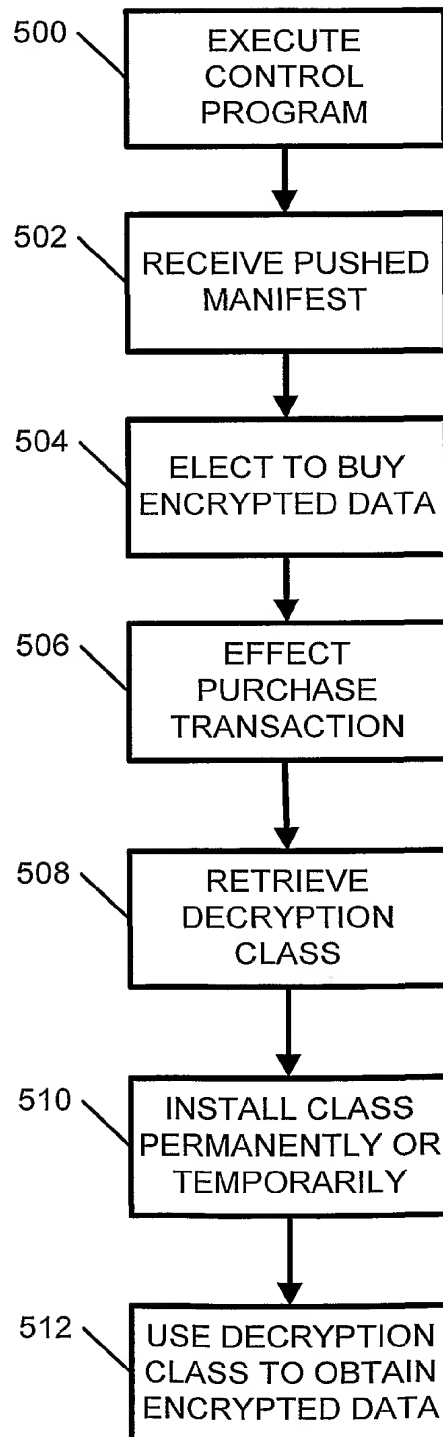 500
EXECUTE
CONTROL
PROGRAM
502
RECEIVE PUSHED
MANIFEST
504
ELECT TO BUY
ENCRYPTED DATA
506
EFFECT
PURCHASE
TRANSACTION
508
RETRIEVE
DECRYPTION
CLASS
510
INSTALL CLASS
PERMANENTLY OR
TEMPORARILY
512
USE DECRYPTION
CLASS TO OBTAIN
ENCRYPTED DATA